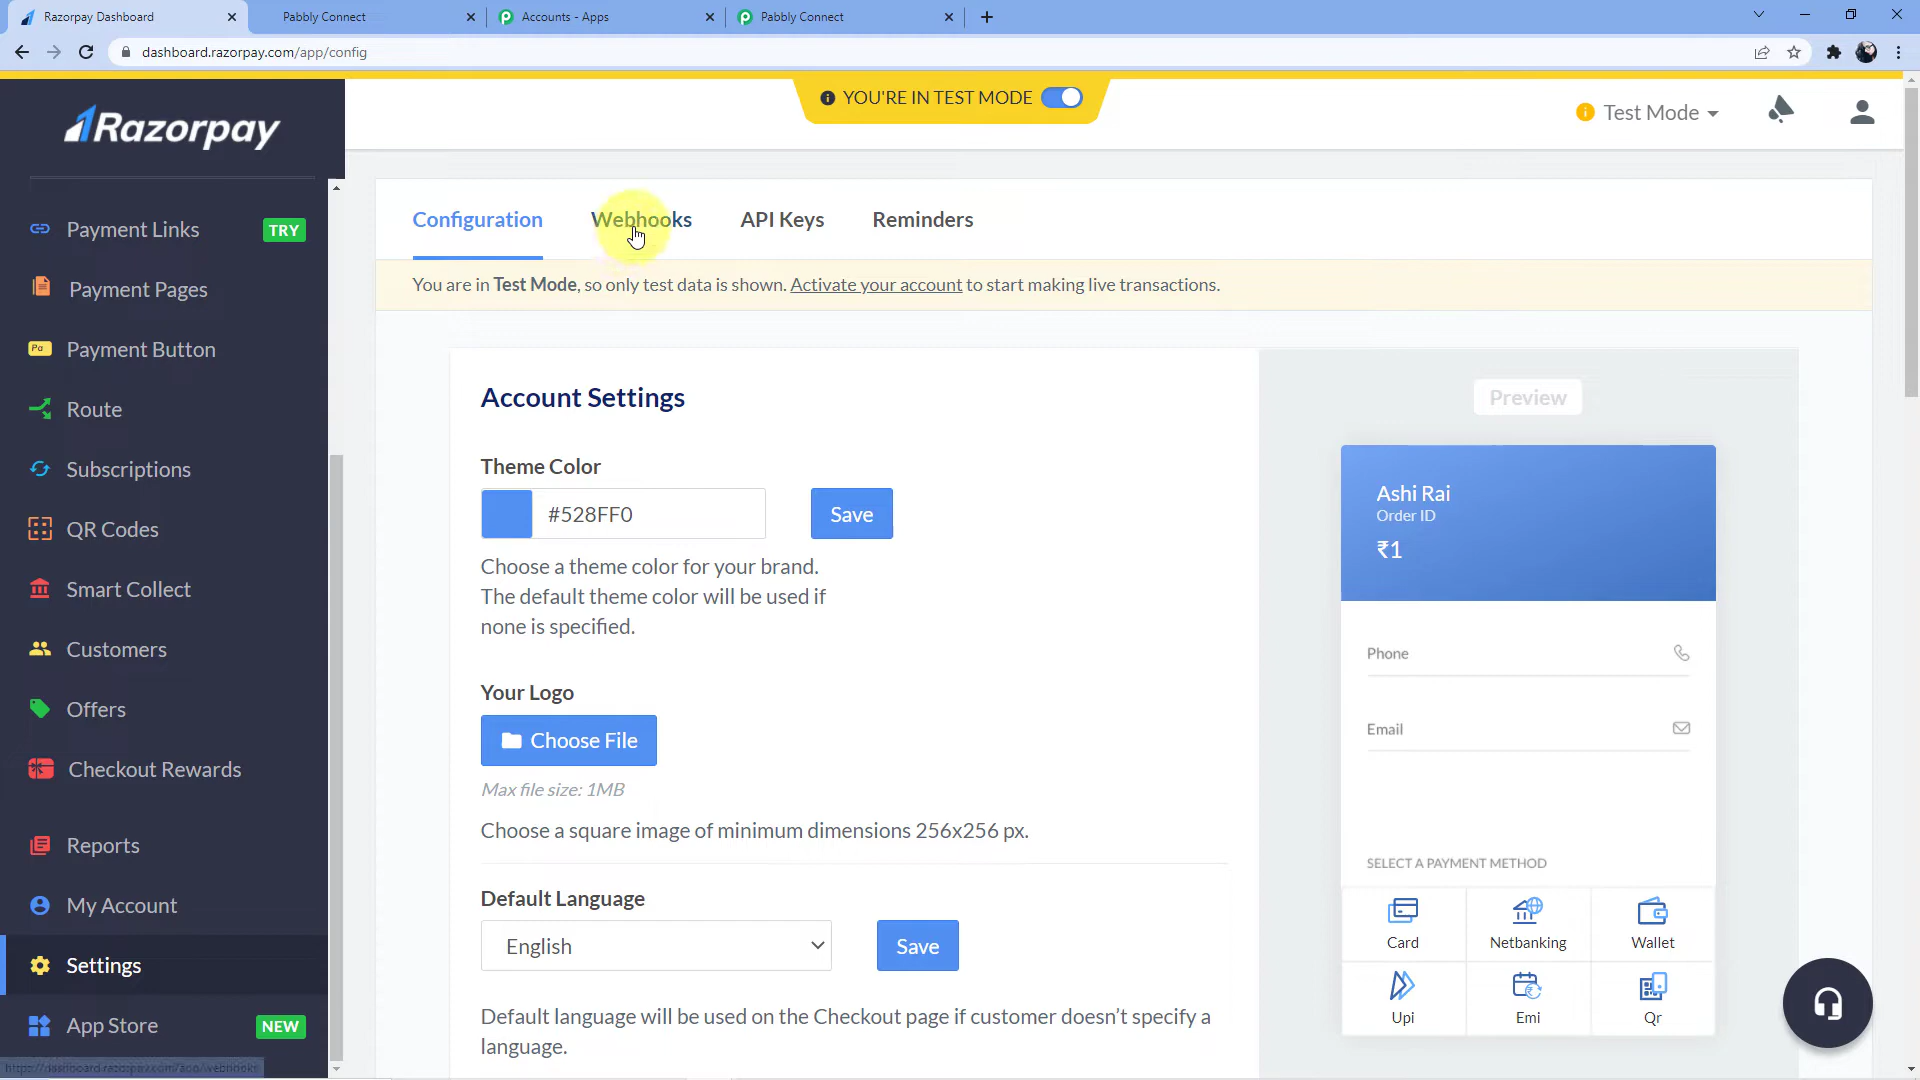 Razorpay Dashboard
Pabbly Connect
Accounts - Apps
Pabbly Connect
dashboard.razorpay.com/app/config
YOU'RE IN TEST MODE
Test Mode
Razorpay
Payment Links TRY
Payment Pages
Payment Button
Route
Subscriptions
QR Codes
Smart Collect
Customers
Offers
Checkout Rewards
Reports
My Account
Settings
App Store NEW
https://dashboard.razorpay.com/app/webhooks
Configuration Webhooks API Keys Reminders
You are in Test Mode, so only test data is shown. Activate your account to start making live transactions.
Account Settings
Theme Color
#528FF0 Save
Choose a theme color for your brand.
The default theme color will be used if
none is specified.
Your Logo
Choose File
Max file size: 1MB
Choose a square image of minimum dimensions 256x256 px.
Default Language
English Save
Default language will be used on the Checkout page if customer doesn't specify a
language.
Preview
Ashi Rai
Order ID
₹1
Phone
Email
SELECT A PAYMENT METHOD
Card Netbanking Wallet
Upi Emi Qr